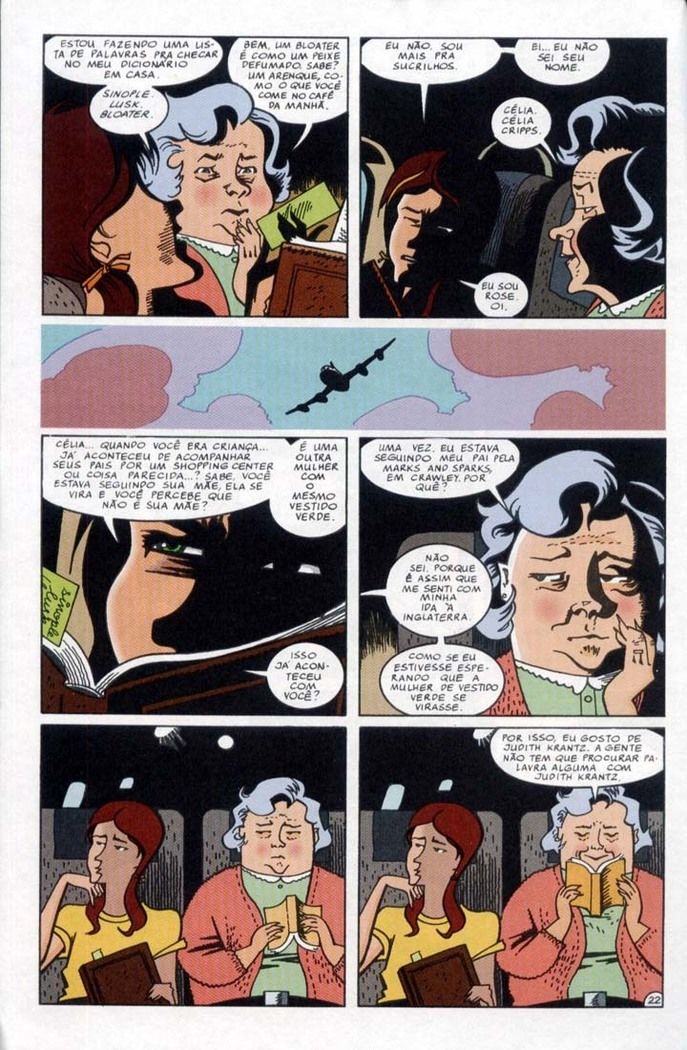 ESTOU FAZENDO UMA LIS-
TA DE PALAVRAS PRA CHECAR
NO MEU DICIONÁRIO
EM CASA.
SINOPLE.
LUSK.
BLOATER.
BEM, UM BLOATER
É COMO UM PEIXE
DEFUMADO. SABE?
UM ARENQUE, CO-
MO O QUE VOCÊ
COME NO CAFÉ
DA MANHÃ.
EU NÃO. SOU
MAIS PRA
SUCRILHOS.
EI... EU NÃO
SEI SEU
NOME.
CÉLIA.
CÉLIA
CRIPPS.
EU SOU
ROSE.
OI.
CÉLIA... QUANDO VOCÊ ERA CRIANÇA...
JÁ ACONTECEU DE ACOMPANHAR
SEUS PAIS POR UM SHOPPING CENTER
OU COISA PARECIDA...? SABE, VOCÊ
ESTAVA SEGUINDO SUA MÃE, ELA SE
VIRA E VOCÊ PERCEBE QUE
NÃO É SUA MÃE?
É UMA
OUTRA
MULHER
COM
O
MESMO
VESTIDO
VERDE.
sinople
lusk
ISSO
JÁ ACON-
TECEU
COM
VOCÊ?
UMA VEZ. EU ESTAVA
SEGUINDO MEU PAI PELA
MARKS AND SPARKS,
EM CRAWLEY. POR
QUÊ?
NÃO
SEI. PORQUE
É ASSIM QUE
ME SENTI COM
MINHA
IDA À
INGLATERRA.
COMO SE EU
ESTIVESSE ESPE-
RANDO QUE A
MULHER DE VESTIDO
VERDE SE
VIRASSE.
POR ISSO, EU GOSTO DE
JUDITH KRANTZ. A GENTE
NÃO TEM QUE PROCURAR PA-
LAVRA ALGUMA COM
JUDITH KRANTZ.
22